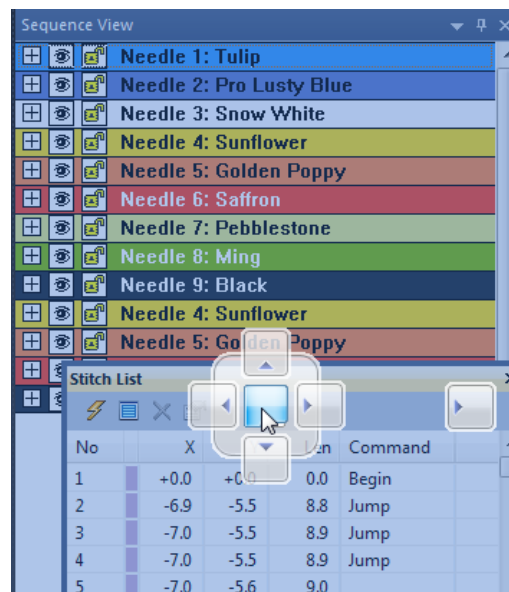 Sequence View
Needle 1: Tulip
Needle 2: Pro Lusty Blue
Needle 3: Snow White
Needle 4: Sunflower
Needle 5: Golden Poppy
Needle 6: Saffron
Needle 7: Pebblestone
Needle 8: Ming
Needle 9: Black
Needle 4: Sunflower
Needle 5: Golden Poppy
Stitch List
No X Len Command
1 +0.0 +0.0 0.0 Begin
2 -6.9 -5.5 8.8 Jump
3 -7.0 -5.5 8.9 Jump
4 -7.0 -5.5 8.9 Jump
5 -7.0 -5.6 9.0